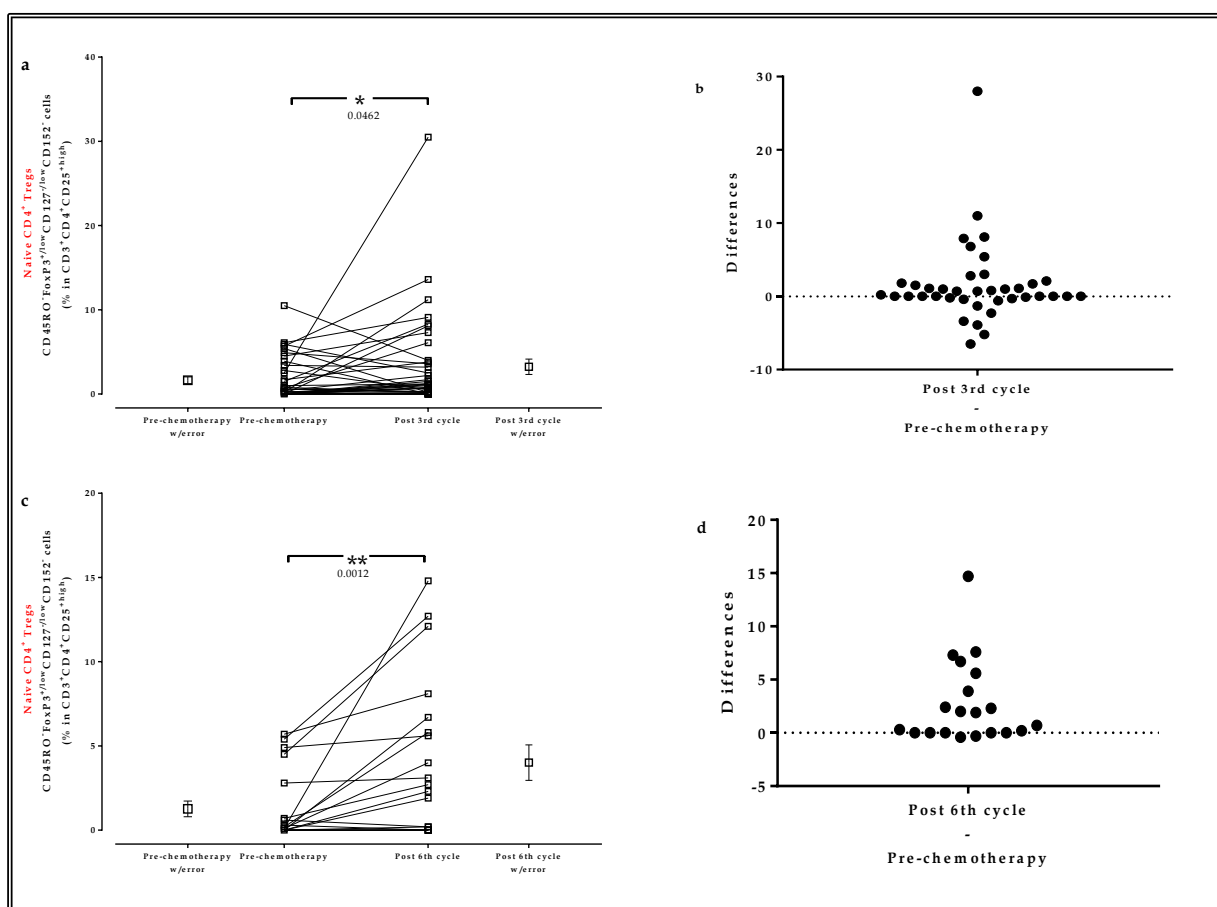 a
Naive CD4⁺ Tregs
CD45RO⁻FoxP3⁺/ˡᵒʷCD127⁻/ˡᵒʷCD152⁻ cells
(% in CD3⁺CD4⁺CD25⁺ʰⁱᵍʰ)
40
30
20
10
0
*
0.0462
Pre-chemotherapy
w/error
Pre-chemotherapy
Post 3rd cycle
Post 3rd cycle
w/error
b
Differences
30
20
10
0
-10
Post 3rd cycle
-
Pre-chemotherapy
c
Naive CD4⁺ Tregs
CD45RO⁻FoxP3⁺/ˡᵒʷCD127⁻/ˡᵒʷCD152⁻ cells
(% in CD3⁺CD4⁺CD25⁺ʰⁱᵍʰ)
20
15
10
5
0
**
0.0012
Pre-chemotherapy
w/error
Pre-chemotherapy
Post 6th cycle
Post 6th cycle
w/error
d
Differences
20
15
10
5
0
-5
Post 6th cycle
-
Pre-chemotherapy